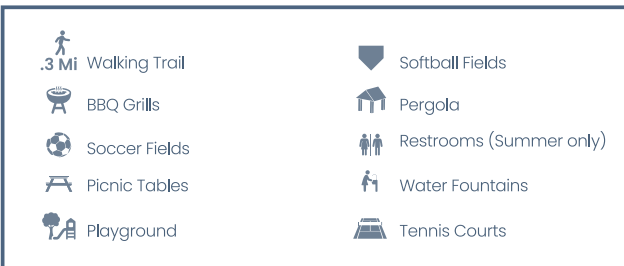 .3 Mi Walking Trail
BBQ Grills
Soccer Fields
Picnic Tables
Playground
Softball Fields
Pergola
Restrooms (Summer only)
Water Fountains
Tennis Courts